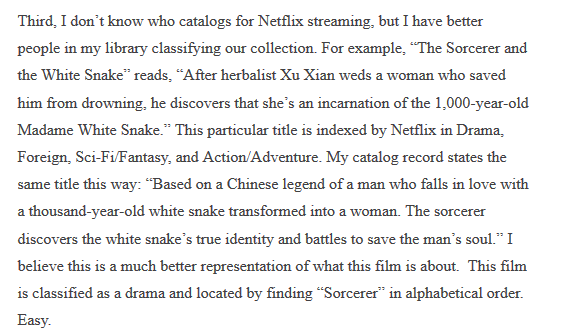 Third, I don’t know who catalogs for Netflix streaming, but I have better
people in my library classifying our collection. For example, “The Sorcerer and
the White Snake” reads, “After herbalist Xu Xian weds a woman who saved
him from drowning, he discovers that she’s an incarnation of the 1,000-year-old
Madame White Snake.” This particular title is indexed by Netflix in Drama,
Foreign, Sci-Fi/Fantasy, and Action/Adventure. My catalog record states the
same title this way: “Based on a Chinese legend of a man who falls in love with
a thousand-year-old white snake transformed into a woman. The sorcerer
discovers the white snake’s true identity and battles to save the man’s soul.” I
believe this is a much better representation of what this film is about.  This film
is classified as a drama and located by finding “Sorcerer” in alphabetical order.
Easy.